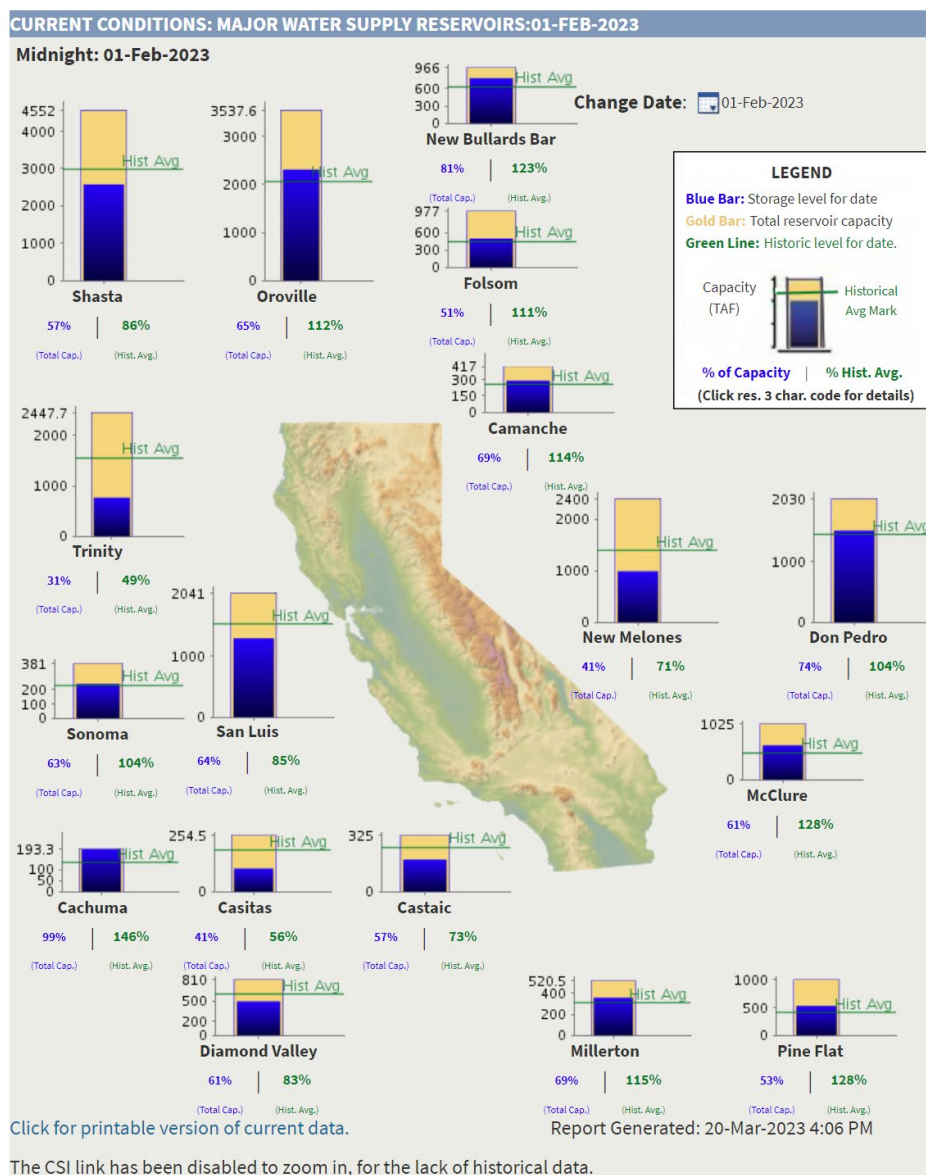 CURRENT CONDITIONS: MAJOR WATER SUPPLY RESERVOIRS:01-FEB-2023
Midnight: 01-Feb-2023
Change Date: 01-Feb-2023
4552
4000
3000
2000
1000
0
Hist Avg
Shasta
57% | 86%
(Total Cap.) (Hist. Avg.)
3537.6
3000
2000
1000
0
Hist Avg
Oroville
65% | 112%
(Total Cap.) (Hist. Avg.)
966
600
300
0
Hist Avg
New Bullards Bar
81% | 123%
(Total Cap.) (Hist. Avg.)
977
600
300
0
Hist Avg
Folsom
51% | 111%
(Total Cap.) (Hist. Avg.)
LEGEND
Blue Bar: Storage level for date
Gold Bar: Total reservoir capacity
Green Line: Historic level for date.
Capacity
(TAF)
Historical
Avg Mark
% of Capacity | % Hist. Avg.
(Click res. 3 char. code for details)
417
300
150
0
Hist Avg
Camanche
69% | 114%
(Total Cap.) (Hist. Avg.)
2447.7
2000
1000
0
Hist Avg
Trinity
31% | 49%
(Total Cap.) (Hist. Avg.)
2400
2000
1000
0
Hist Avg
New Melones
41% | 71%
(Total Cap.) (Hist. Avg.)
2030
1000
0
Hist Avg
Don Pedro
74% | 104%
(Total Cap.) (Hist. Avg.)
381
200
100
0
Hist Avg
Sonoma
63% | 104%
(Total Cap.) (Hist. Avg.)
2041
1000
0
Hist Avg
San Luis
64% | 85%
(Total Cap.) (Hist. Avg.)
1025
0
Hist Avg
McClure
61% | 128%
(Total Cap.) (Hist. Avg.)
193.3
100
50
0
Hist Avg
Cachuma
99% | 146%
(Total Cap.) (Hist. Avg.)
254.5
0
Hist Avg
Casitas
41% | 56%
(Total Cap.) (Hist. Avg.)
325
0
Hist Avg
Castaic
57% | 73%
(Total Cap.) (Hist. Avg.)
810
500
200
0
Hist Avg
Diamond Valley
61% | 83%
(Total Cap.) (Hist. Avg.)
520.5
400
200
0
Hist Avg
Millerton
69% | 115%
(Total Cap.) (Hist. Avg.)
1000
500
0
Hist Avg
Pine Flat
53% | 128%
(Total Cap.) (Hist. Avg.)
Click for printable version of current data.
Report Generated: 20-Mar-2023 4:06 PM
The CSI link has been disabled to zoom in, for the lack of historical data.